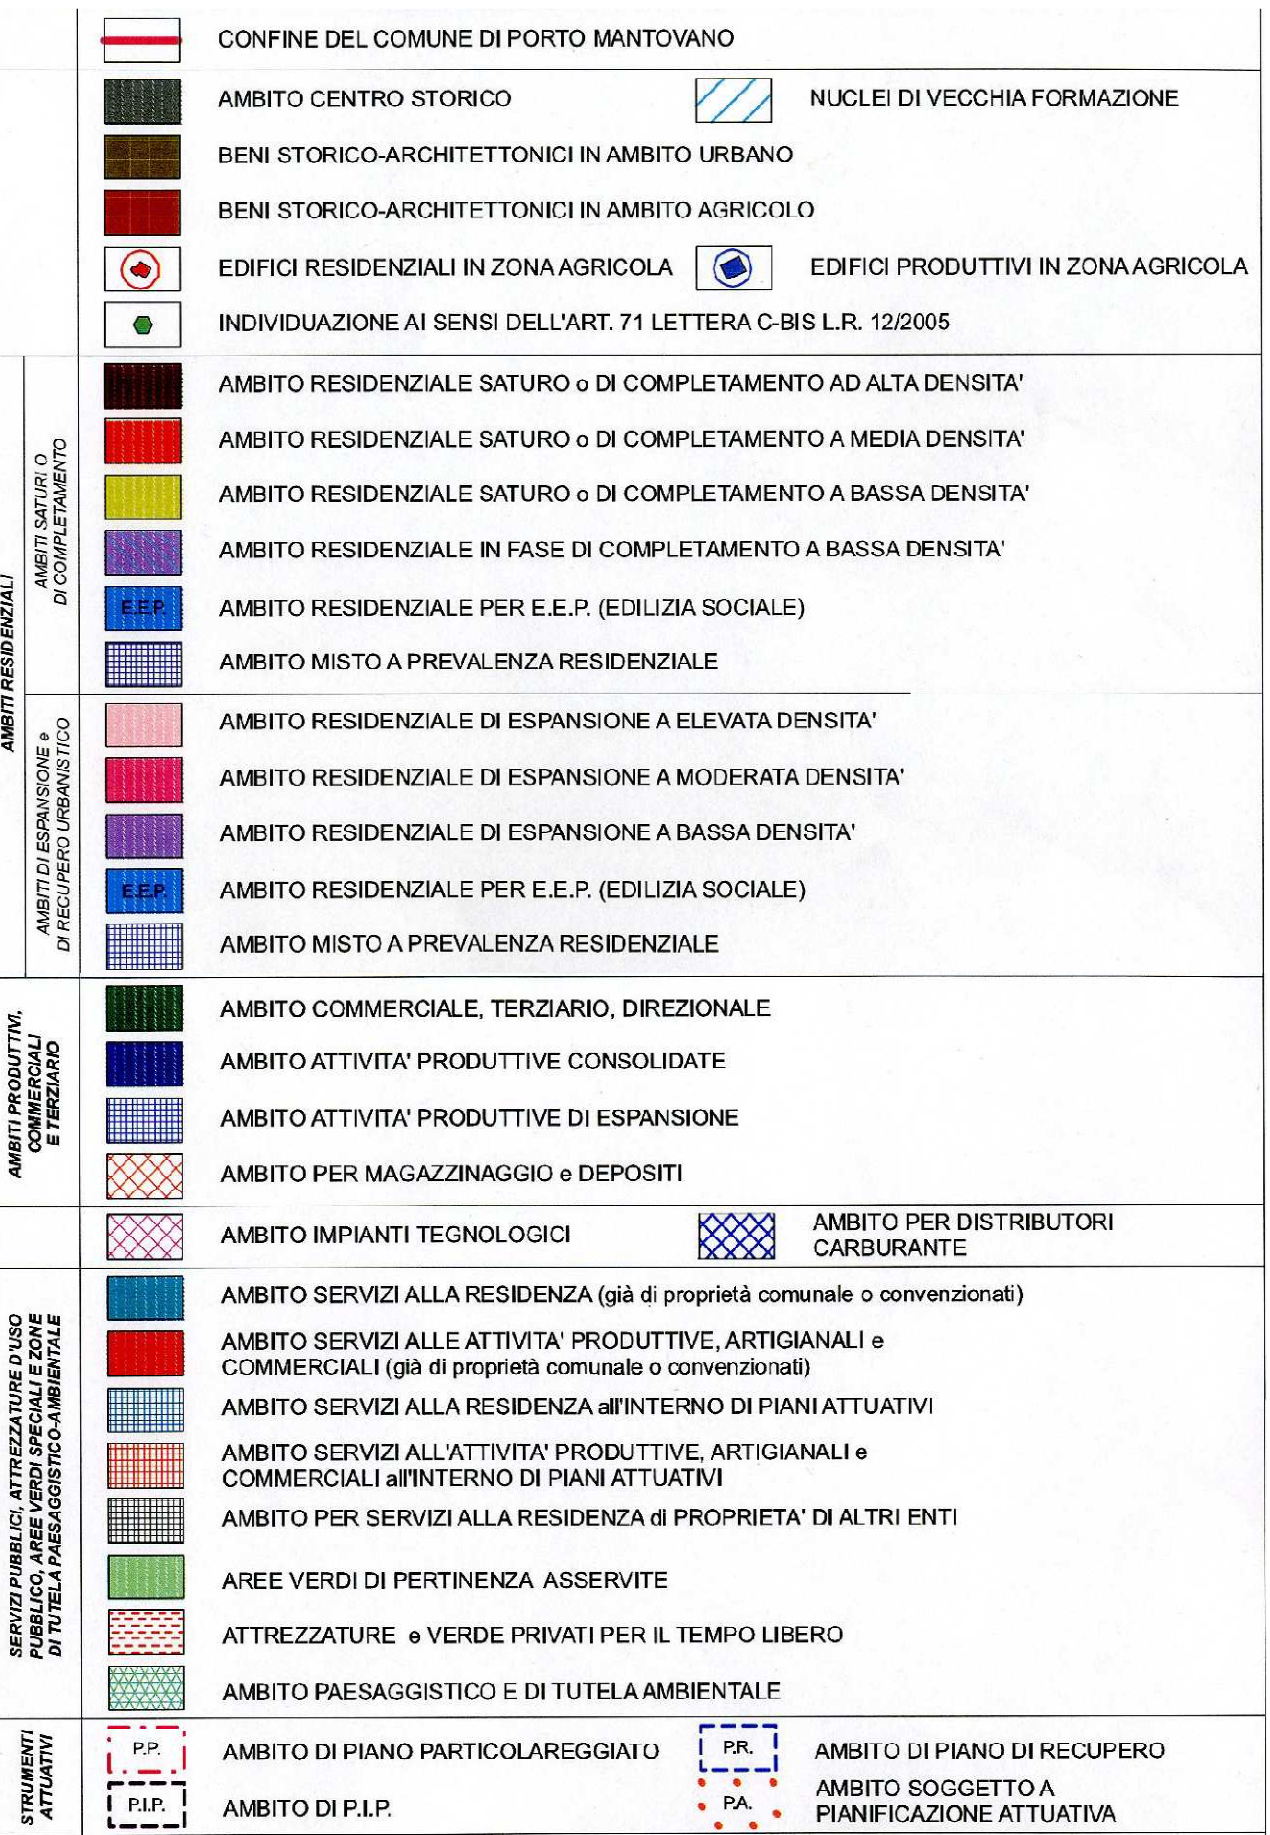 CONFINE DEL COMUNE DI PORTO MANTOVANO
AMBITO CENTRO STORICO
NUCLEI DI VECCHIA FORMAZIONE
BENI STORICO-ARCHITETTONICI IN AMBITO URBANO
BENI STORICO-ARCHITETTONICI IN AMBITO AGRICOLO
EDIFICI RESIDENZIALI IN ZONA AGRICOLA
EDIFICI PRODUTTIVI IN ZONA AGRICOLA
INDIVIDUAZIONE AI SENSI DELL'ART. 71 LETTERA C-BIS L.R. 12/2005
AMBITI RESIDENZIALI
AMBITI SATURI O
DI COMPLETAMENTO
AMBITO RESIDENZIALE SATURO o DI COMPLETAMENTO AD ALTA DENSITA'
AMBITO RESIDENZIALE SATURO o DI COMPLETAMENTO A MEDIA DENSITA'
AMBITO RESIDENZIALE SATURO o DI COMPLETAMENTO A BASSA DENSITA'
AMBITO RESIDENZIALE IN FASE DI COMPLETAMENTO A BASSA DENSITA'
E.E.P.
AMBITO RESIDENZIALE PER E.E.P. (EDILIZIA SOCIALE)
AMBITO MISTO A PREVALENZA RESIDENZIALE
AMBITI DI ESPANSIONE e
DI RECUPERO URBANISTICO
AMBITO RESIDENZIALE DI ESPANSIONE A ELEVATA DENSITA'
AMBITO RESIDENZIALE DI ESPANSIONE A MODERATA DENSITA'
AMBITO RESIDENZIALE DI ESPANSIONE A BASSA DENSITA'
E.E.P.
AMBITO RESIDENZIALE PER E.E.P. (EDILIZIA SOCIALE)
AMBITO MISTO A PREVALENZA RESIDENZIALE
AMBITI PRODUTTIVI,
COMMERCIALI
E TERZIARIO
AMBITO COMMERCIALE, TERZIARIO, DIREZIONALE
AMBITO ATTIVITA' PRODUTTIVE CONSOLIDATE
AMBITO ATTIVITA' PRODUTTIVE DI ESPANSIONE
AMBITO PER MAGAZZINAGGIO e DEPOSITI
AMBITO IMPIANTI TEGNOLOGICI
AMBITO PER DISTRIBUTORI
CARBURANTE
SERVIZI PUBBLICI, ATTREZZATURE D'USO
PUBBLICO, AREE VERDI SPECIALI E ZONE
DI TUTELA PAESAGGISTICO-AMBIENTALE
AMBITO SERVIZI ALLA RESIDENZA (già di proprietà comunale o convenzionati)
AMBITO SERVIZI ALLE ATTIVITA' PRODUTTIVE, ARTIGIANALI e
COMMERCIALI (già di proprietà comunale o convenzionati)
AMBITO SERVIZI ALLA RESIDENZA all'INTERNO DI PIANI ATTUATIVI
AMBITO SERVIZI ALL'ATTIVITA' PRODUTTIVE, ARTIGIANALI e
COMMERCIALI all'INTERNO DI PIANI ATTUATIVI
AMBITO PER SERVIZI ALLA RESIDENZA di PROPRIETA' DI ALTRI ENTI
AREE VERDI DI PERTINENZA ASSERVITE
ATTREZZATURE e VERDE PRIVATI PER IL TEMPO LIBERO
AMBITO PAESAGGISTICO E DI TUTELA AMBIENTALE
STRUMENTI
ATTUATIVI
P.P.
AMBITO DI PIANO PARTICOLAREGGIATO
P.R.
AMBITO DI PIANO DI RECUPERO
P.I.P.
AMBITO DI P.I.P.
P.A.
AMBITO SOGGETTO A
PIANIFICAZIONE ATTUATIVA